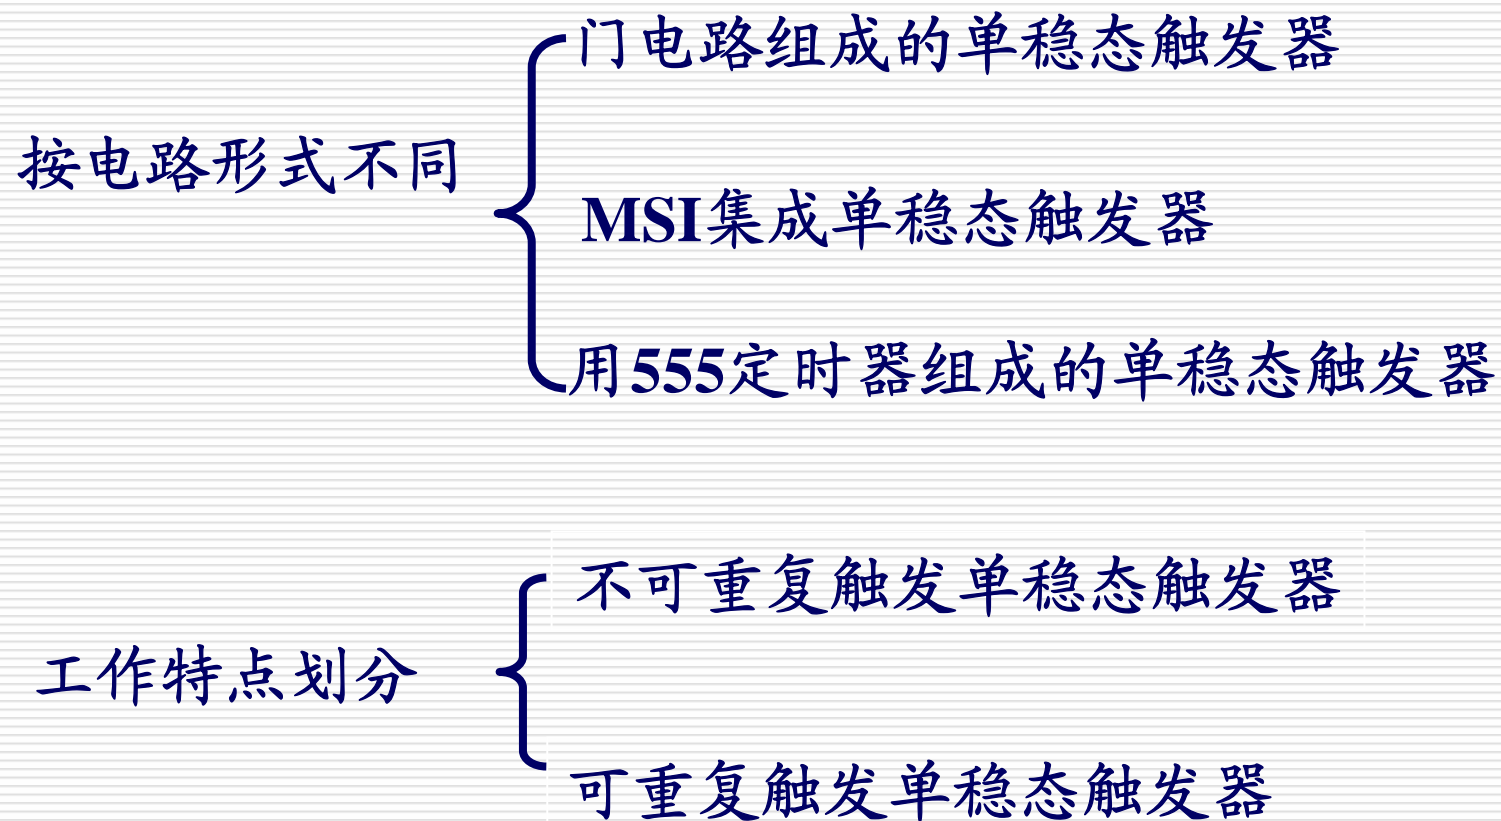 门电路组成的单稳态触发器
按电路形式不同
MSI集成单稳态触发器
用555定时器组成的单稳态触发器
不可重复触发单稳态触发器
工作特点划分
可重复触发单稳态触发器